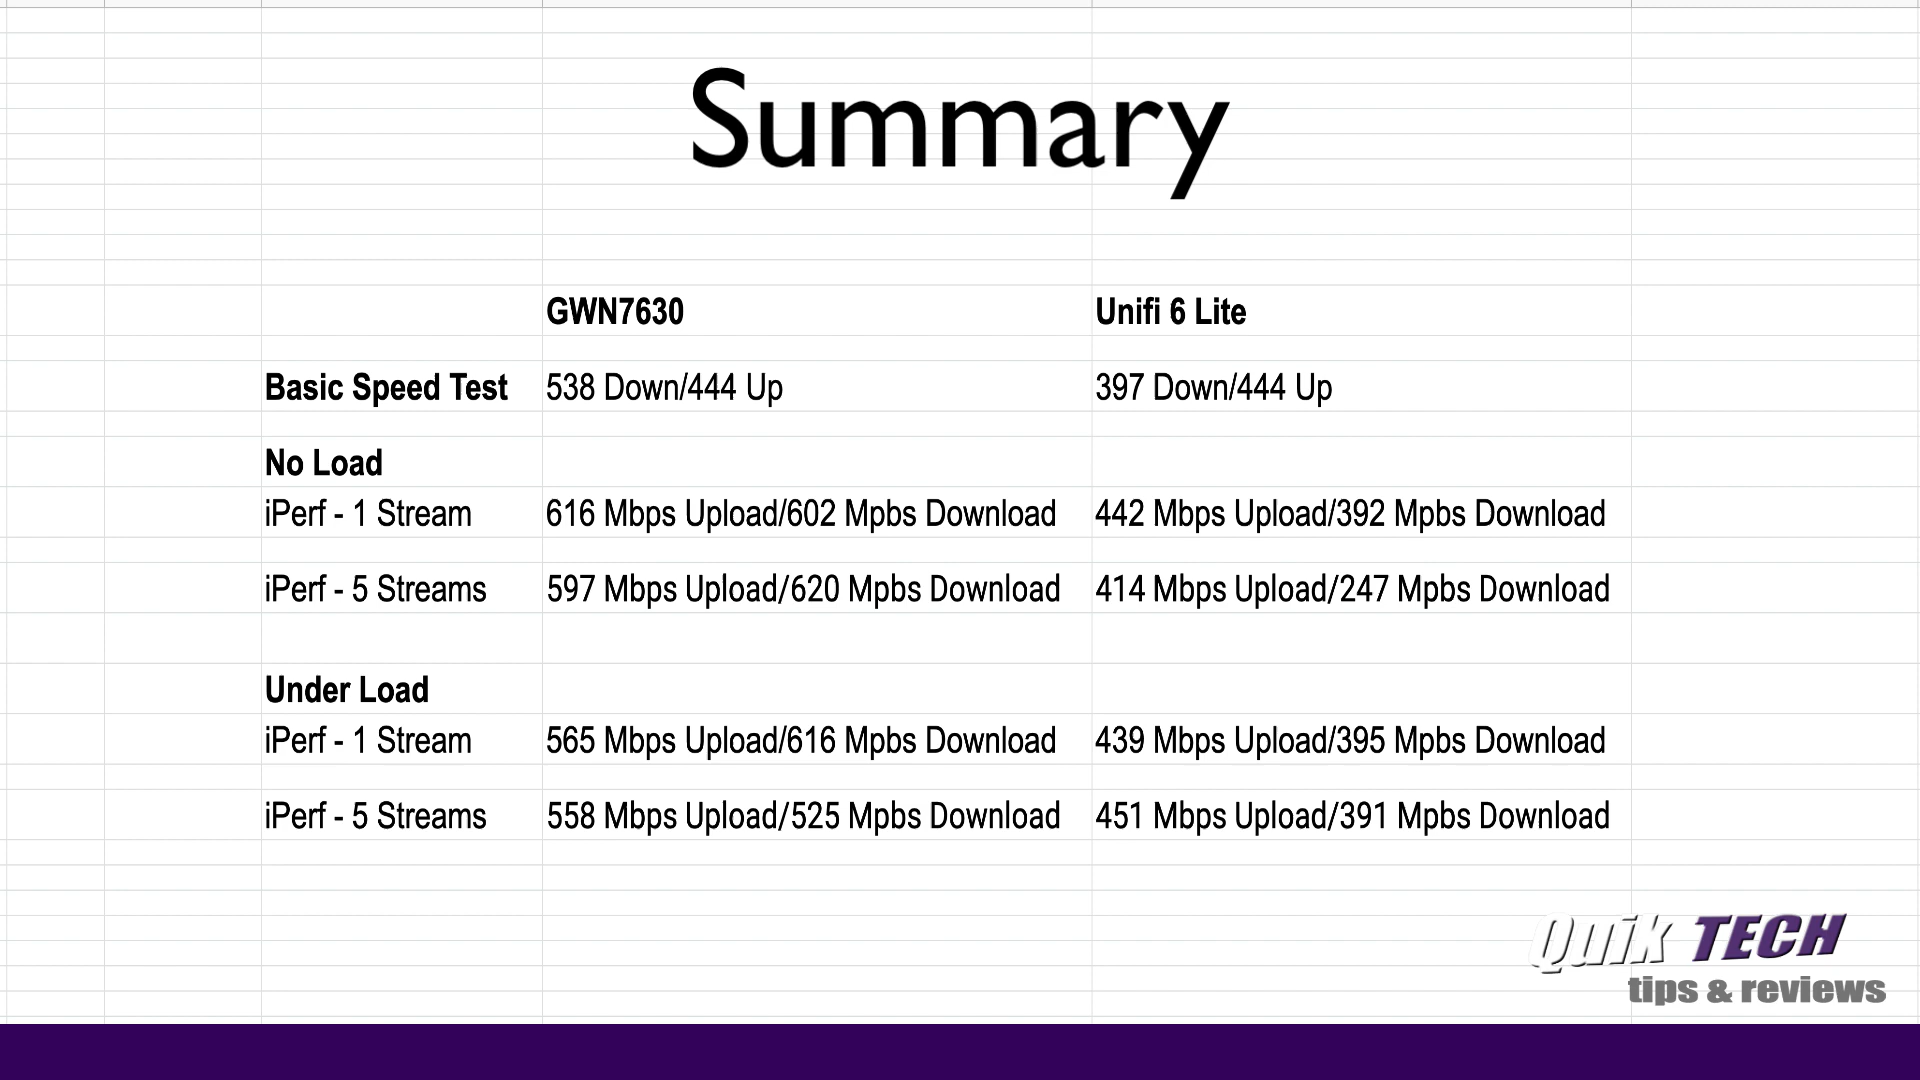 Summary
GWN7630 Unifi 6 Lite
Basic Speed Test 538 Down/444 Up 397 Down/444 Up
No Load
iPerf - 1 Stream 616 Mbps Upload/602 Mpbs Download 442 Mbps Upload/392 Mpbs Download
iPerf - 5 Streams 597 Mbps Upload/620 Mpbs Download 414 Mbps Upload/247 Mpbs Download
Under Load
iPerf - 1 Stream 565 Mbps Upload/616 Mpbs Download 439 Mbps Upload/395 Mpbs Download
iPerf - 5 Streams 558 Mbps Upload/525 Mpbs Download 451 Mbps Upload/391 Mpbs Download
Quik TECH
tips & reviews